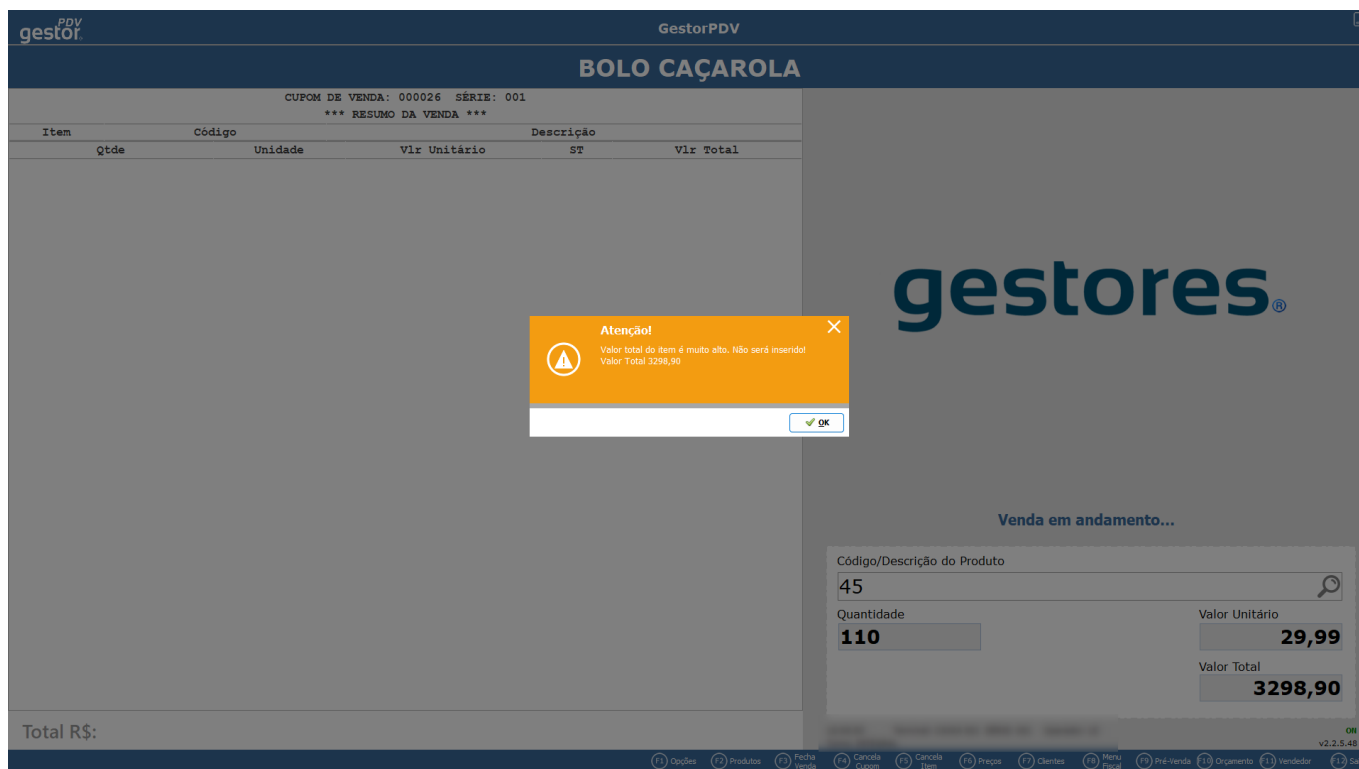 gestor PDV
GestorPDV
BOLO CAÇAROLA
CUPOM DE VENDA: 000026 SÉRIE: 001
*** RESUMO DA VENDA ***
Item Código Descrição
Qtde Unidade Vlr Unitário ST Vlr Total
gestores®
Atenção!
Valor total do item é muito alto. Não será inserido!
Valor Total 3298,90
OK
Venda em andamento...
Código/Descrição do Produto
45
Quantidade Valor Unitário
110 29,99
Valor Total
3298,90
Total R$:
ON
v2.2.5.48
F1 Opções F2 Produtos F3 Fecha Venda F4 Cancela Cupom F5 Cancela Item F6 Preços F7 Clientes F8 Menu Fiscal F9 Pré-Venda F10 Orçamento F11 Vendedor F12 Sa